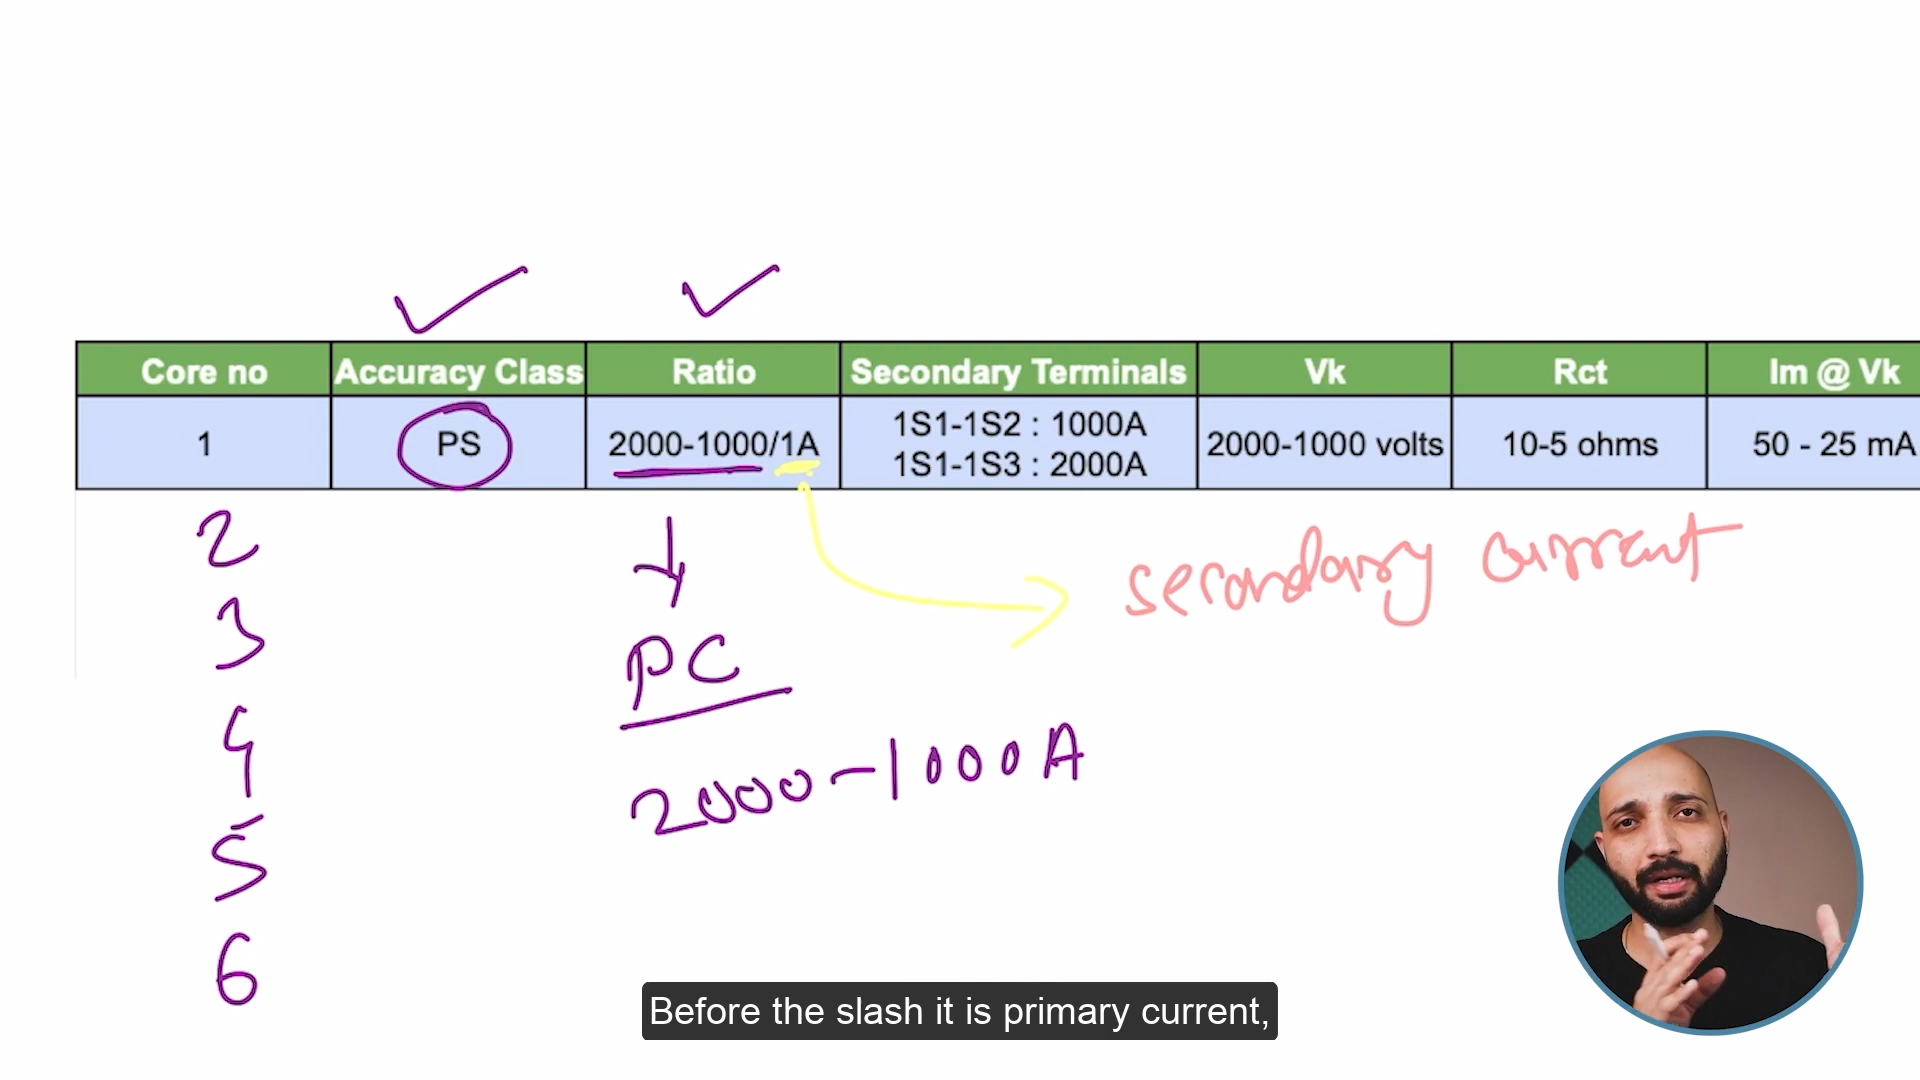 Core no Accuracy Class Ratio Secondary Terminals Vk Rct Im @ Vk
1 PS 2000-1000/1A 1S1-1S2 : 1000A 2000-1000 volts 10-5 ohms 50 - 25 mA
1S1-1S3 : 2000A
2
secondary current
3
PC
4
2000-1000A
5
6
Before the slash it is primary current,